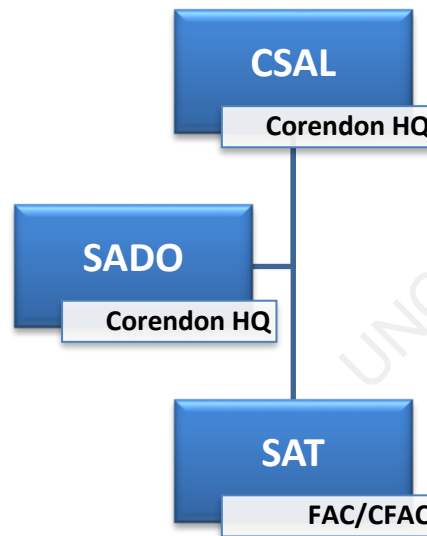 CSAL
Corendon HQ
SADO
Corendon HQ
SAT
FAC/CFAC